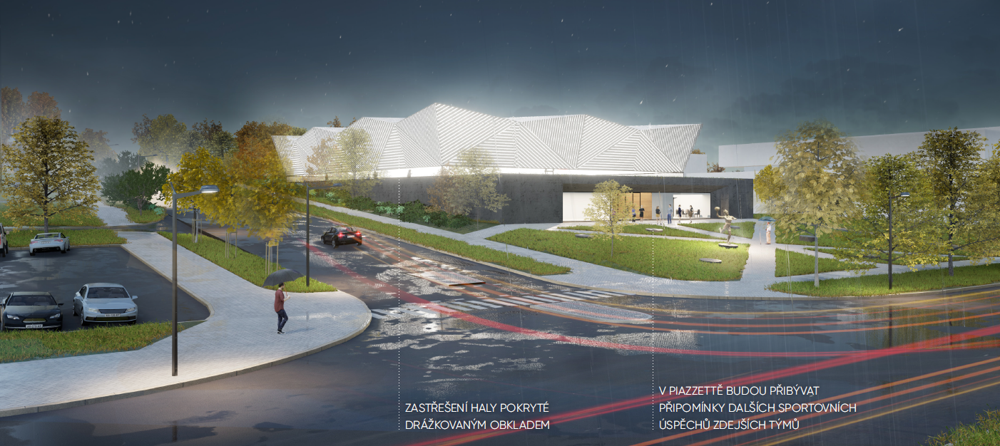 ZASTŘEŠENÍ HALY POKRYTÉ
DRÁŽKOVANÝM OBKLADEM
V PIAZZETTĚ BUDOU PŘIBÝVAT
PŘIPOMÍNKY DALŠÍCH SPORTOVNÍCH
ÚSPĚCHŮ ZDEJŠÍCH TÝMŮ